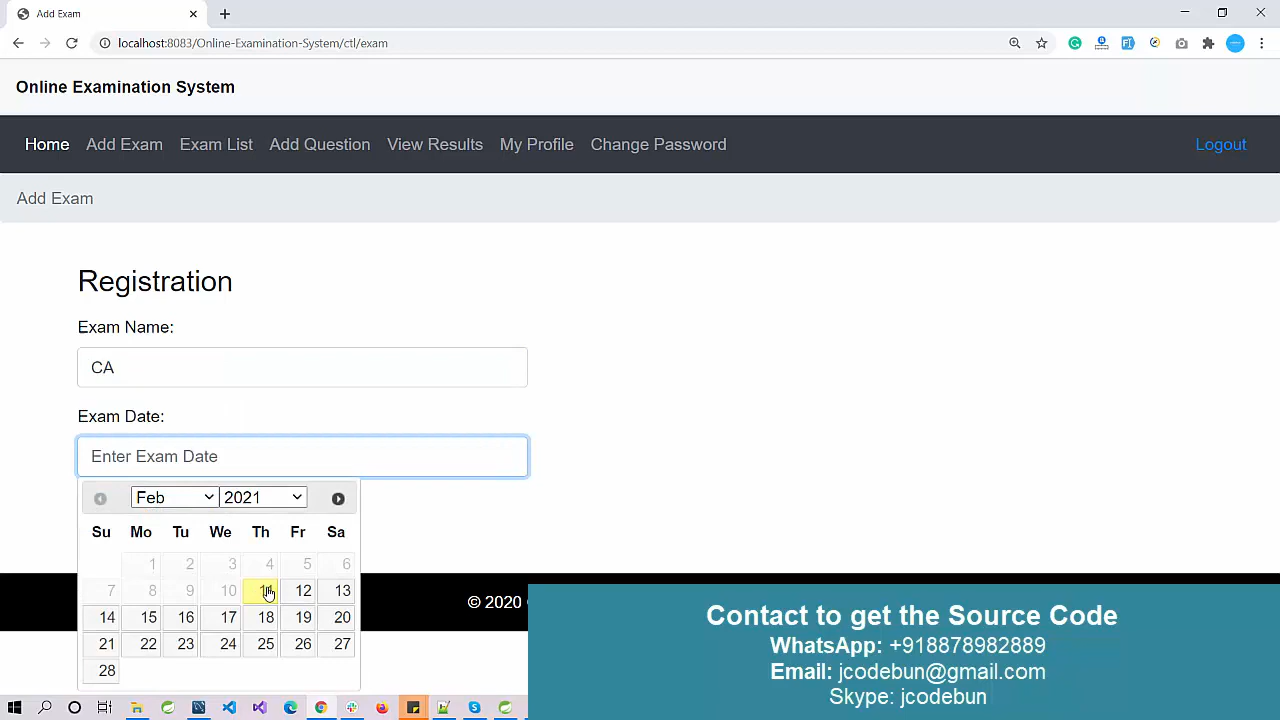 Add Exam
localhost:8083/Online-Examination-System/ctl/exam
Online Examination System
Home Add Exam Exam List Add Question View Results My Profile Change Password Logout
Add Exam
Registration
Exam Name:
CA
Exam Date:
Enter Exam Date
Feb 2021
Su Mo Tu We Th Fr Sa
1 2 3 4 5 6
7 8 9 10 12 13
14 15 16 17 18 19 20
21 22 23 24 25 26 27
28
© 2020
Contact to get the Source Code
WhatsApp: +918878982889
Email: jcodebun@gmail.com
Skype: jcodebun